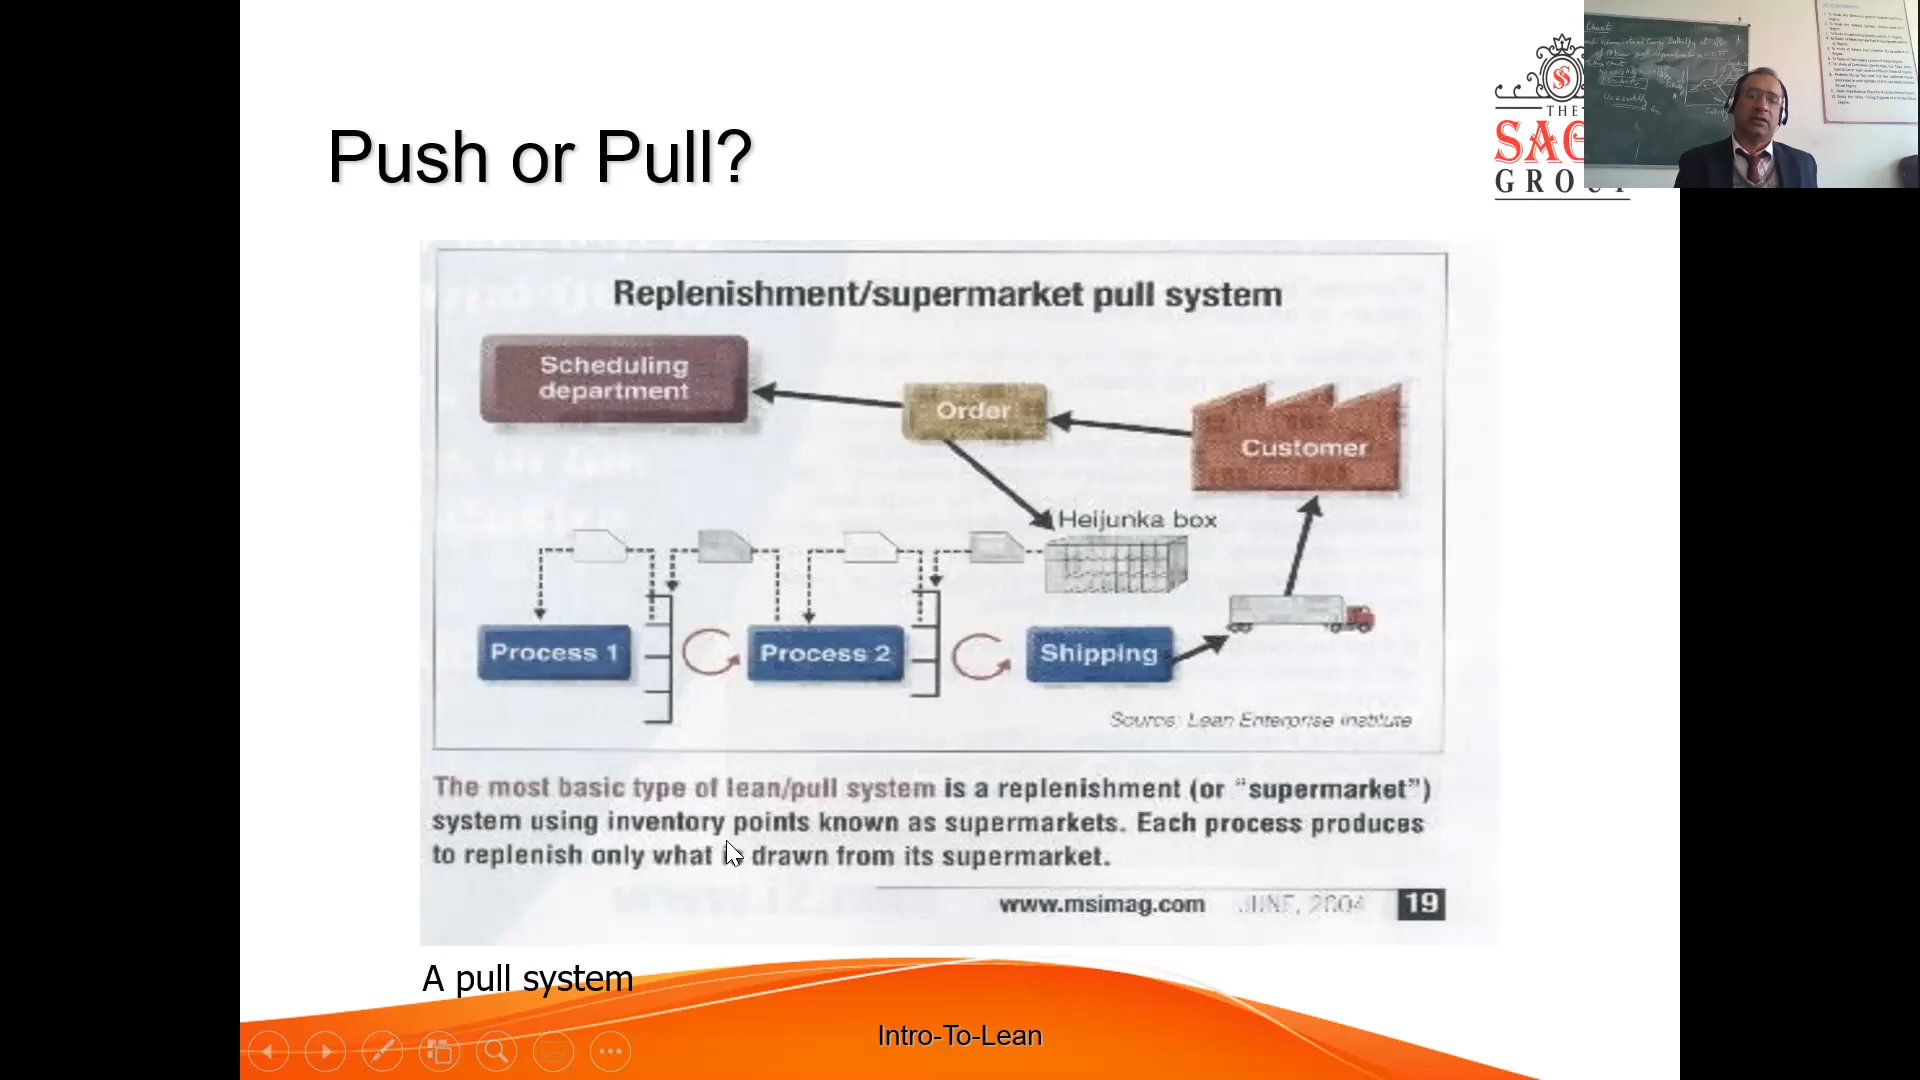 Push or Pull?
THE
GRO
Replenishment/supermarket pull system
Scheduling
department
Order
Customer
Heijunka box
Process 1
Process 2
Shipping
Source: Lean Enterprise Institute
The most basic type of lean/pull system is a replenishment (or “supermarket”)
system using inventory points known as supermarkets. Each process produces
to replenish only what is drawn from its supermarket.
www.msimag.com JUNE, 2004 19
A pull system
Intro-To-Lean